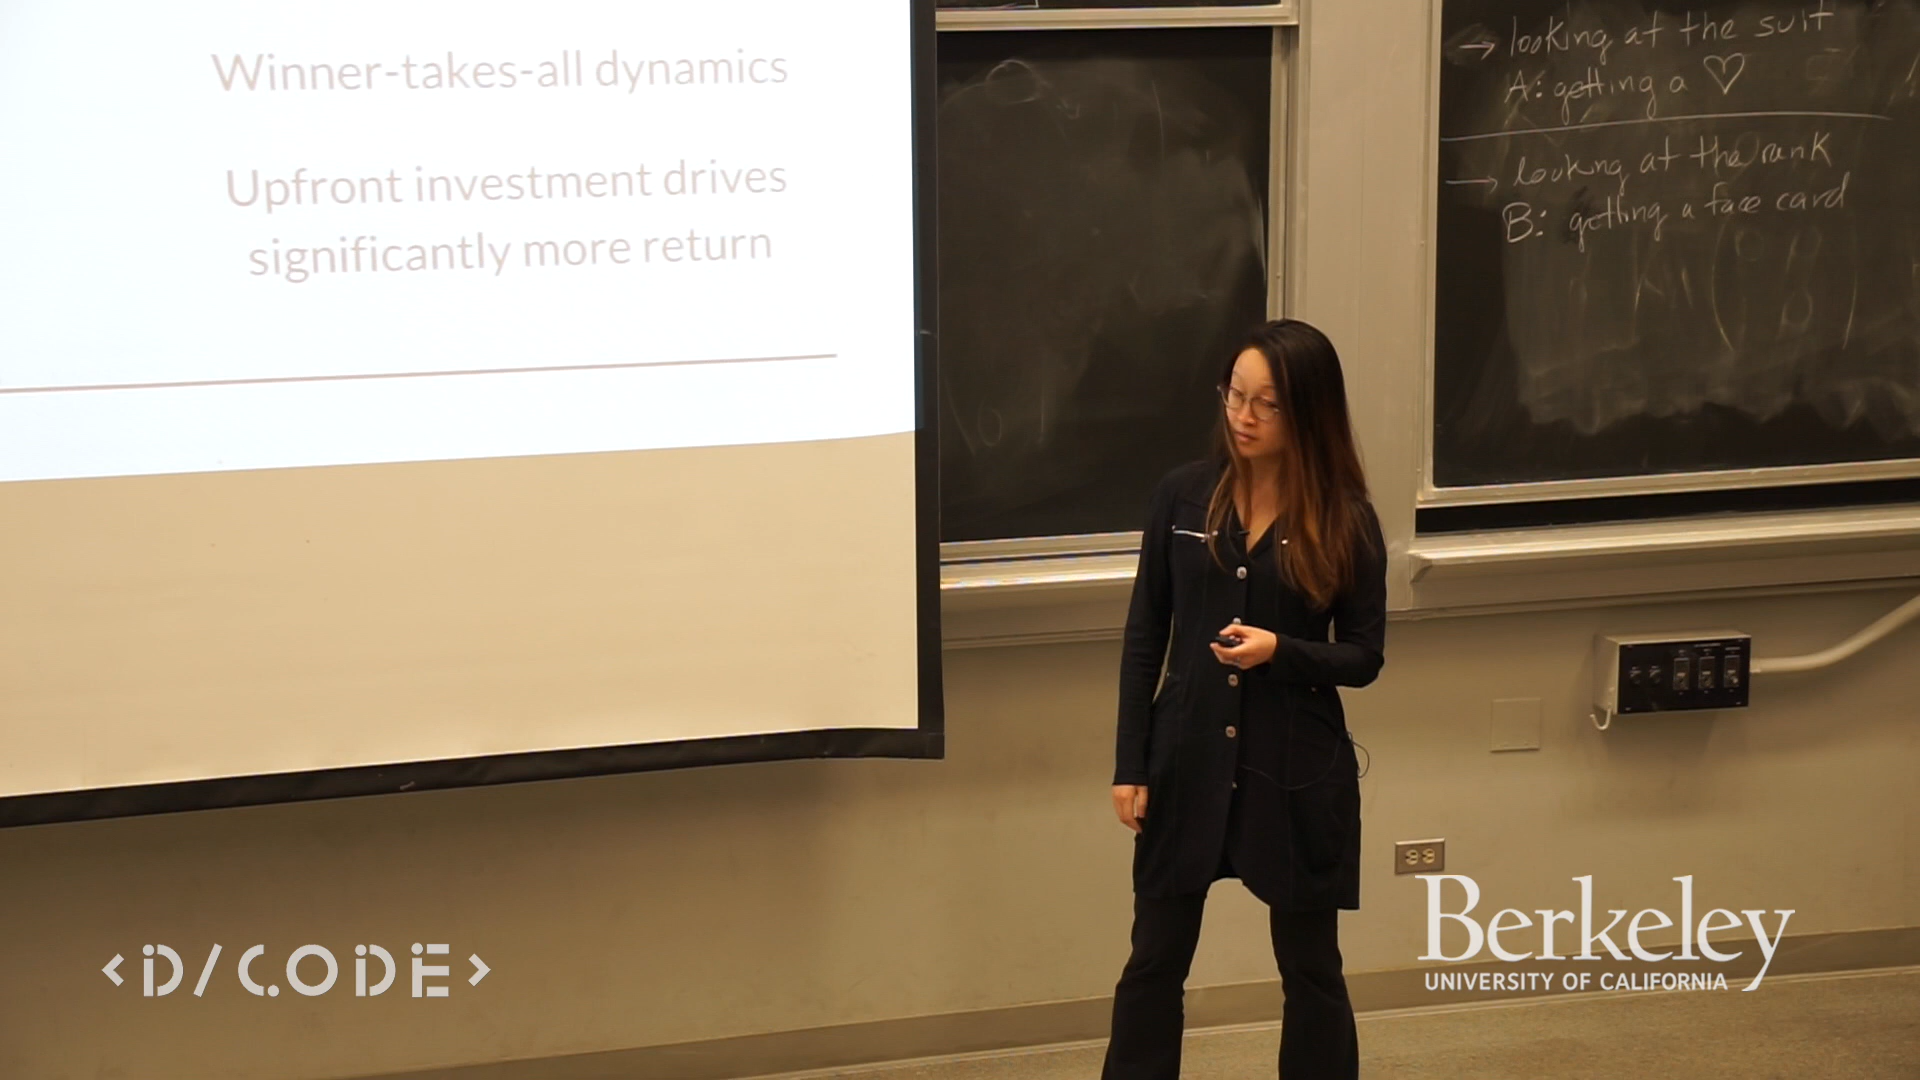 Winner-takes-all dynamics
Upfront investment drives
significantly more return
→ looking at the suit
A: getting a ♡
→ looking at the rank
B: getting a face card
<D/CODE>
Berkeley
UNIVERSITY OF CALIFORNIA